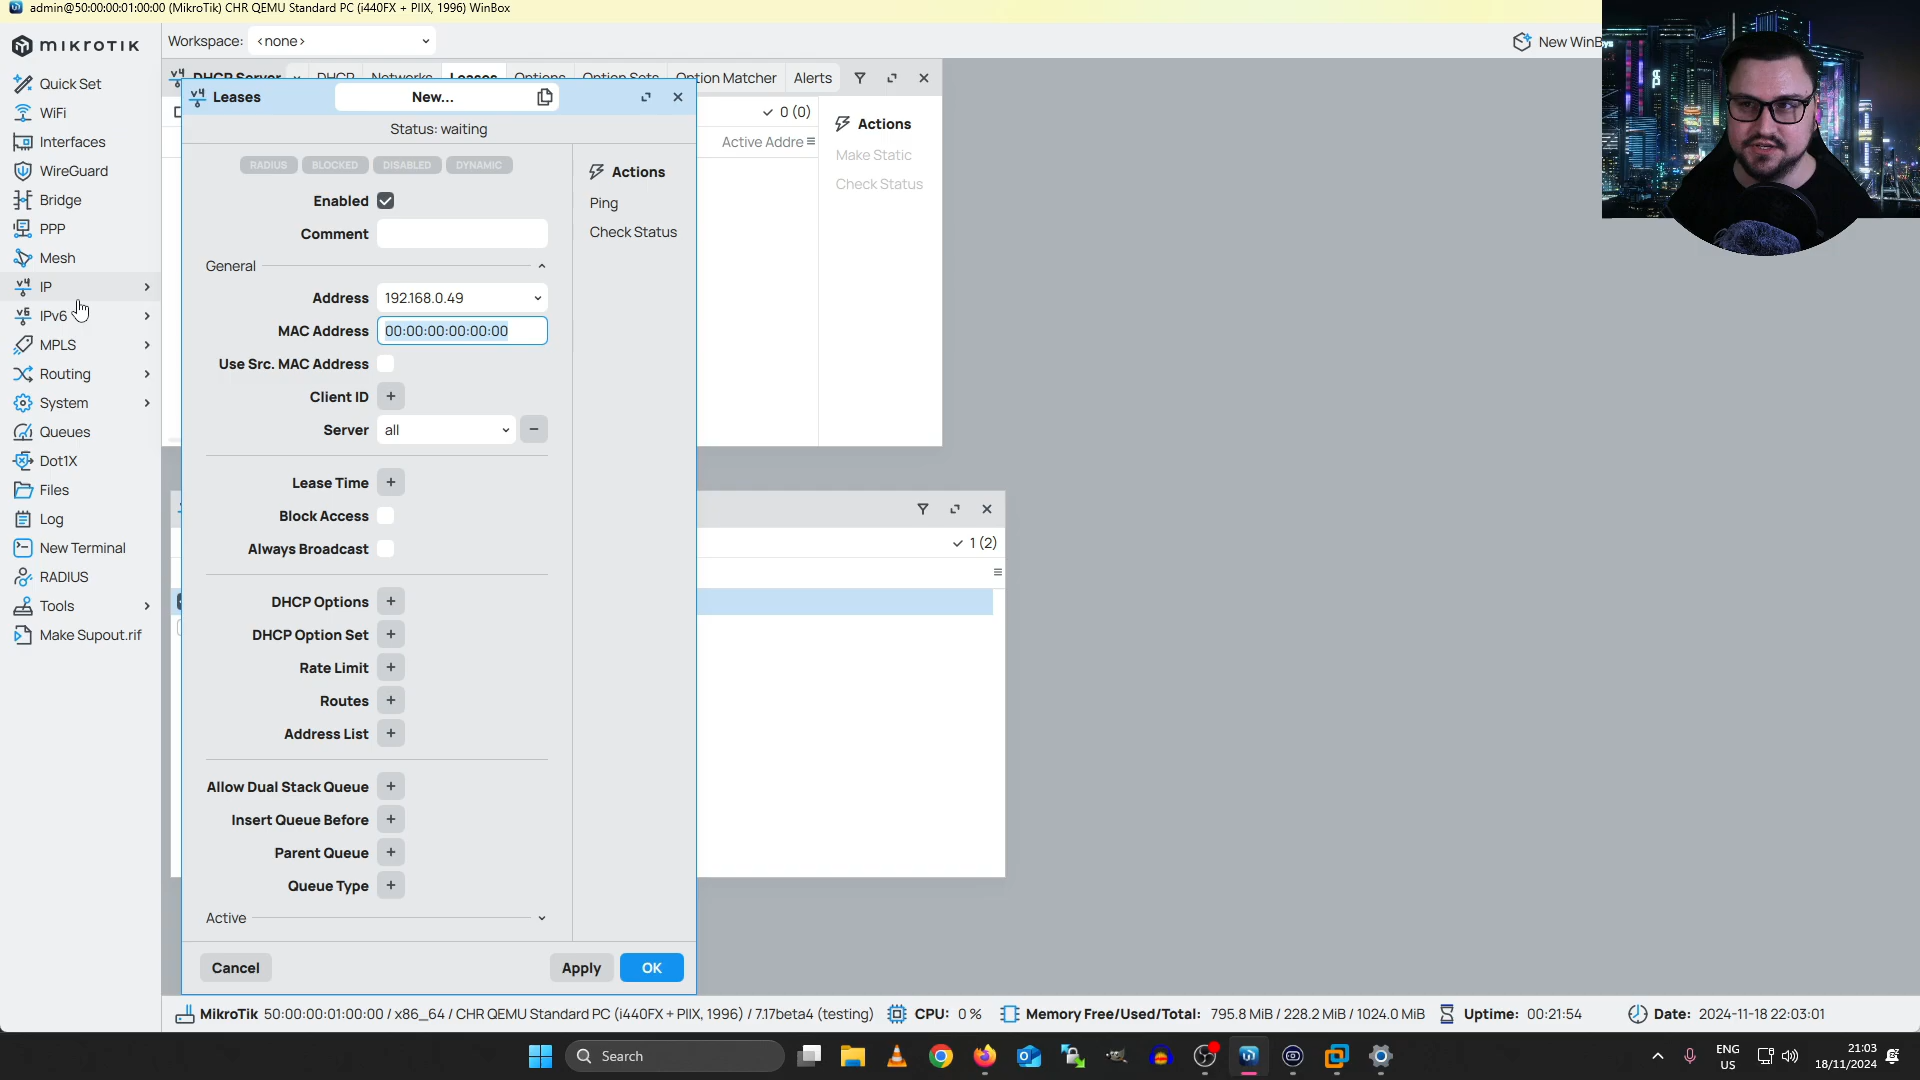 admin@50:00:00:01:00:00 (MikroTik) CHR QEMU Standard PC (i440FX + PIIX, 1996) WinBox
MIKROTIK
Workspace: <none>
DHCP Server DHCP Networks Leases Options Option Sets Option Matcher Alerts
Quick Set
WiFi
Interfaces
WireGuard
Bridge
PPP
Mesh
IP
IPv6
MPLS
Routing
System
Queues
Dot1X
Files
Log
New Terminal
RADIUS
Tools
Make Supout.rif
Leases
New...
Status: waiting
RADIUS BLOCKED DISABLED DYNAMIC
Enabled
Comment
General
Address 192.168.0.49
MAC Address 00:00:00:00:00:00
Use Src. MAC Address
Client ID +
Server all −
Lease Time +
Block Access
Always Broadcast
DHCP Options +
DHCP Option Set +
Rate Limit +
Routes +
Address List +
Allow Dual Stack Queue +
Insert Queue Before +
Parent Queue +
Queue Type +
Active
Cancel Apply OK
Actions
Ping
Check Status
0 (0)
Active Addre
Actions
Make Static
Check Status
1 (2)
MikroTik 50:00:00:01:00:00 / x86_64 / CHR QEMU Standard PC (i440FX + PIIX, 1996) / 7.17beta4 (testing) CPU: 0 % Memory Free/Used/Total: 795.8 MiB / 228.2 MiB / 1024.0 MiB Uptime: 00:21:54 Date: 2024-11-18 22:03:01
Search
ENG
US
21:03
18/11/2024